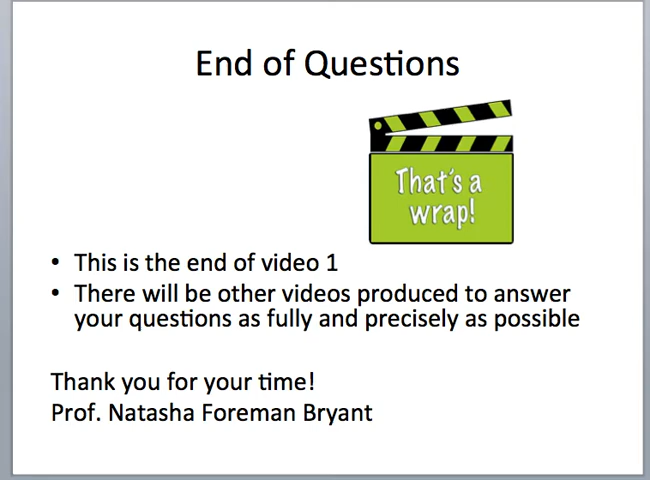 End of Questions
That's a
wrap!
• This is the end of video 1
• There will be other videos produced to answer
your questions as fully and precisely as possible
Thank you for your time!
Prof. Natasha Foreman Bryant